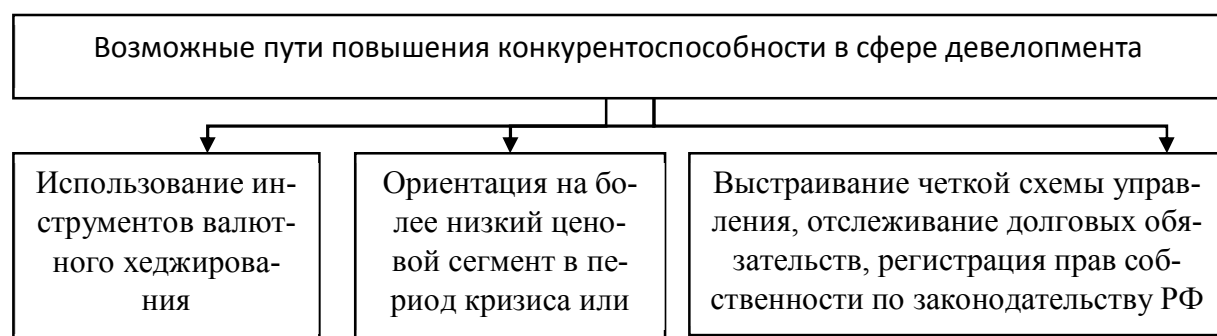 Возможные пути повышения конкурентоспособности в сфере девелопмента
Использование ин-
струментов валют-
ного хеджирова-
ния
Ориентация на бо-
лее низкий цено-
вой сегмент в пе-
риод кризиса или
Выстраивание четкой схемы управ-
ления, отслеживание долговых обя-
зательств, регистрация прав соб-
ственности по законодательству РФ